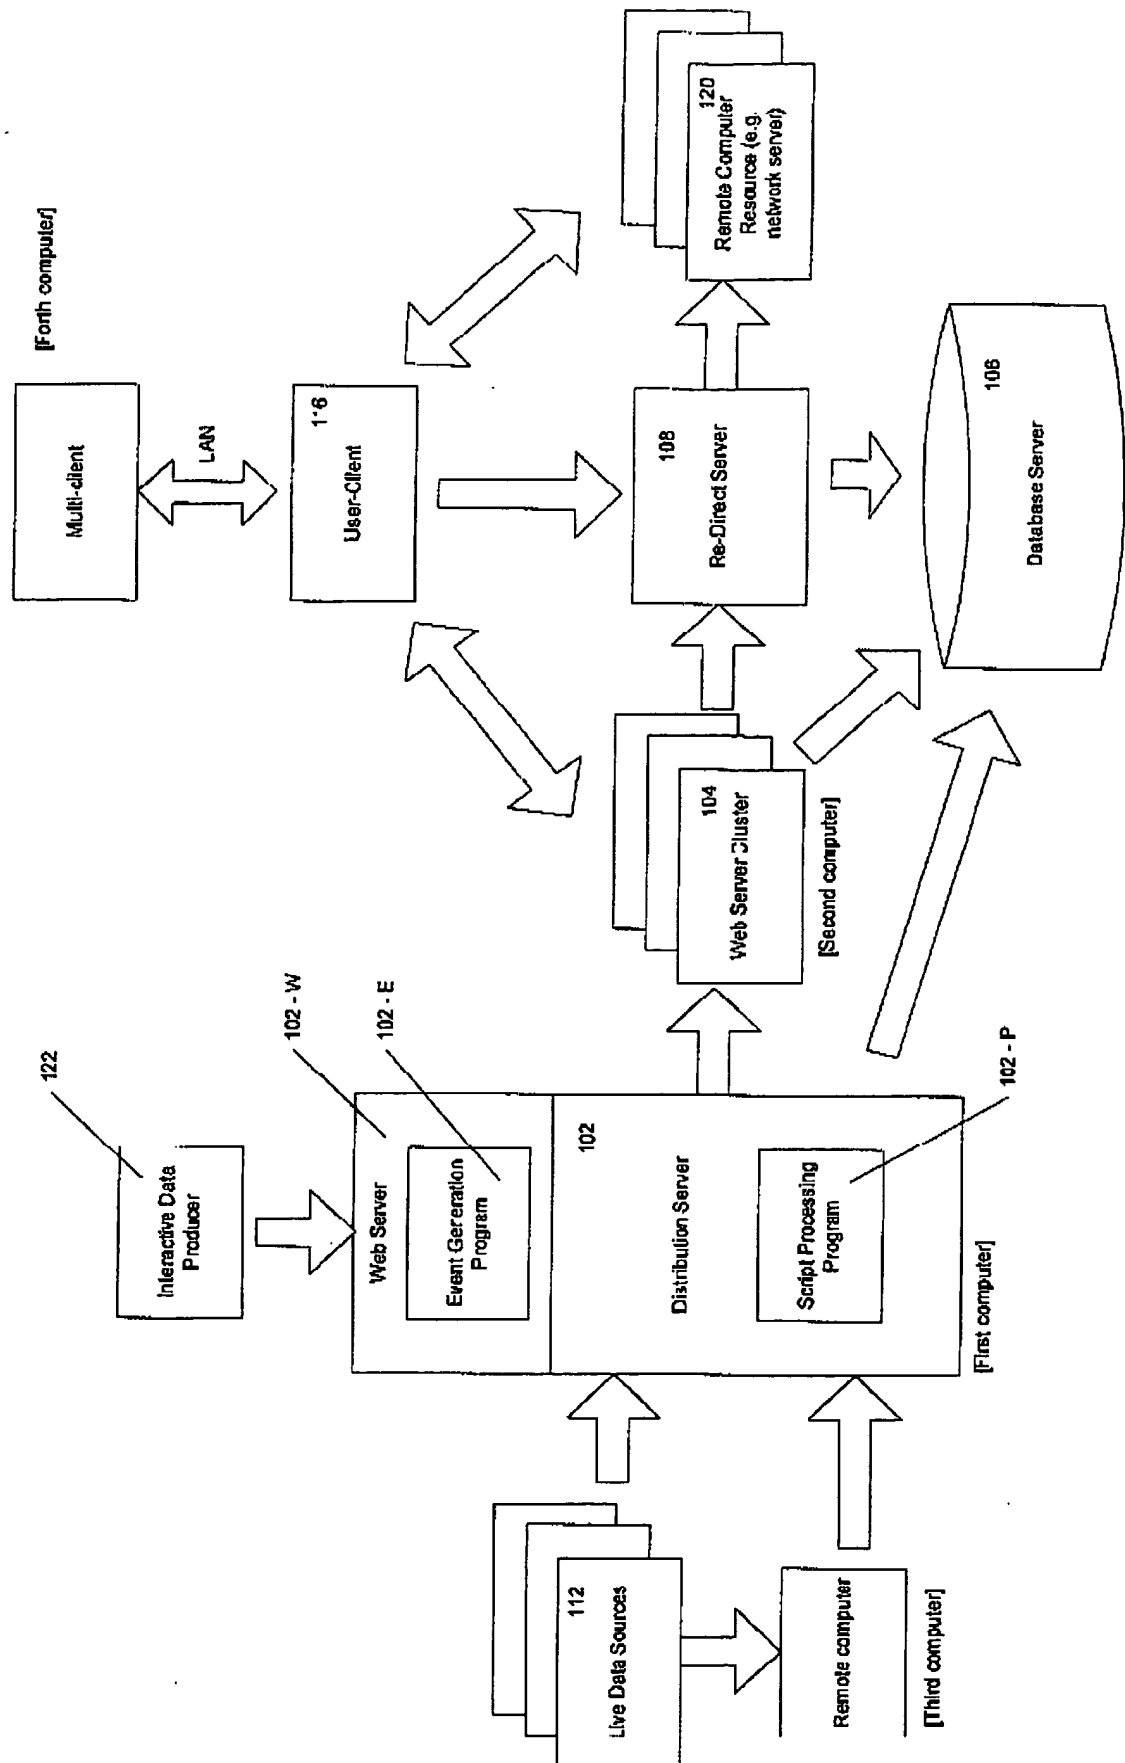 [Forth computer]
Multi-client
LAN
116
User-Client
120
Remote Computer
Resource (e.g.
network server)
108
Re-Direct Server
106
Database Server
104
Web Server Cluster
[Second computer]
122
Interactive Data
Producer
102 - W
102 - E
Web Server
Event Generation
Program
102
Distribution Server
102 - P
Script Processing
Program
[First computer]
112
Live Data Sources
Remote computer
[Third computer]